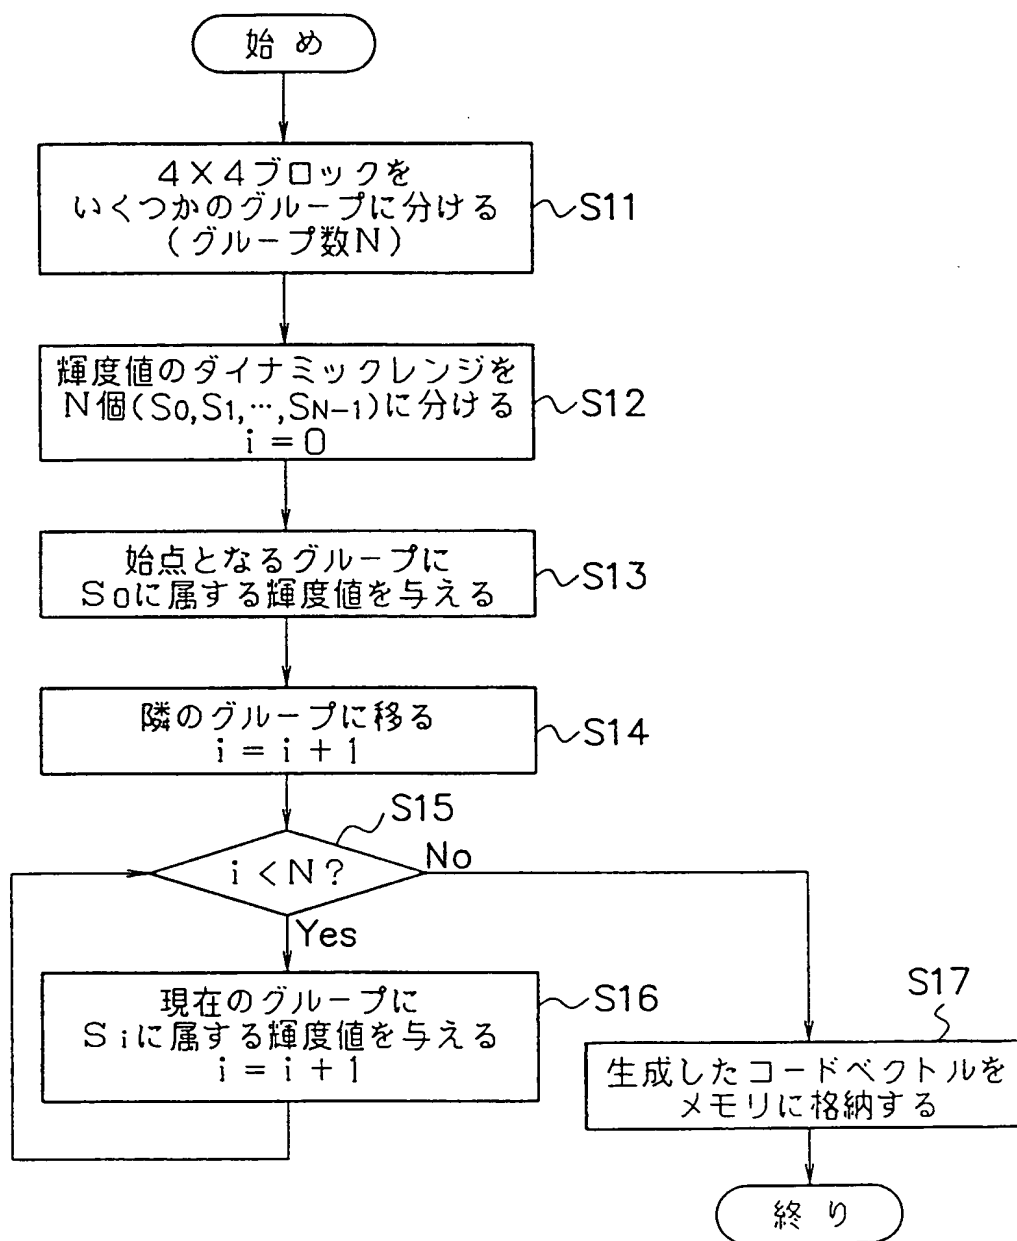 始め
4×4ブロックを
いくつかのグループに分ける
(グループ数N)
S11
輝度値のダイナミックレンジを
N個(S0,S1,…,SN-1)に分ける
i=0
S12
始点となるグループに
S0に属する輝度値を与える
S13
隣のグループに移る
i=i+1
S14
S15
i<N?
No
Yes
現在のグループに
Siに属する輝度値を与える
i=i+1
S16
S17
生成したコードベクトルを
メモリに格納する
終り